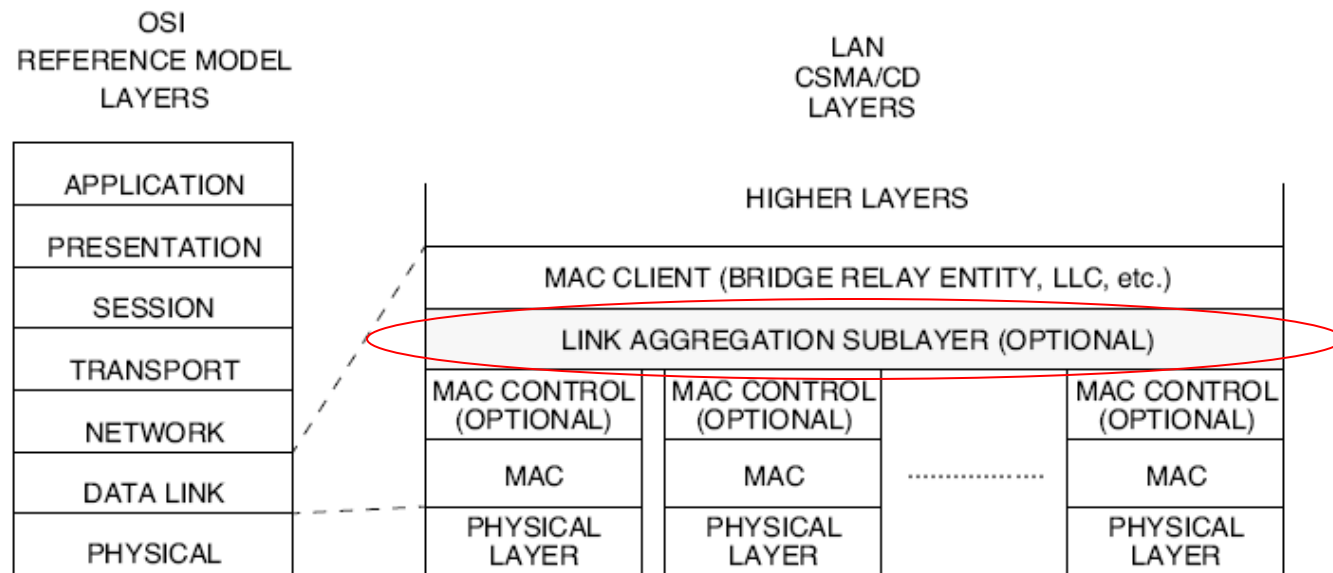 OSI
REFERENCE MODEL
LAYERS
LAN
CSMA/CD
LAYERS
APPLICATION
PRESENTATION
SESSION
TRANSPORT
NETWORK
DATA LINK
PHYSICAL
HIGHER LAYERS
MAC CLIENT (BRIDGE RELAY ENTITY, LLC, etc.)
LINK AGGREGATION SUBLAYER (OPTIONAL)
MAC CONTROL
(OPTIONAL)
MAC
PHYSICAL
LAYER
MAC CONTROL
(OPTIONAL)
MAC
PHYSICAL
LAYER
MAC CONTROL
(OPTIONAL)
MAC
PHYSICAL
LAYER